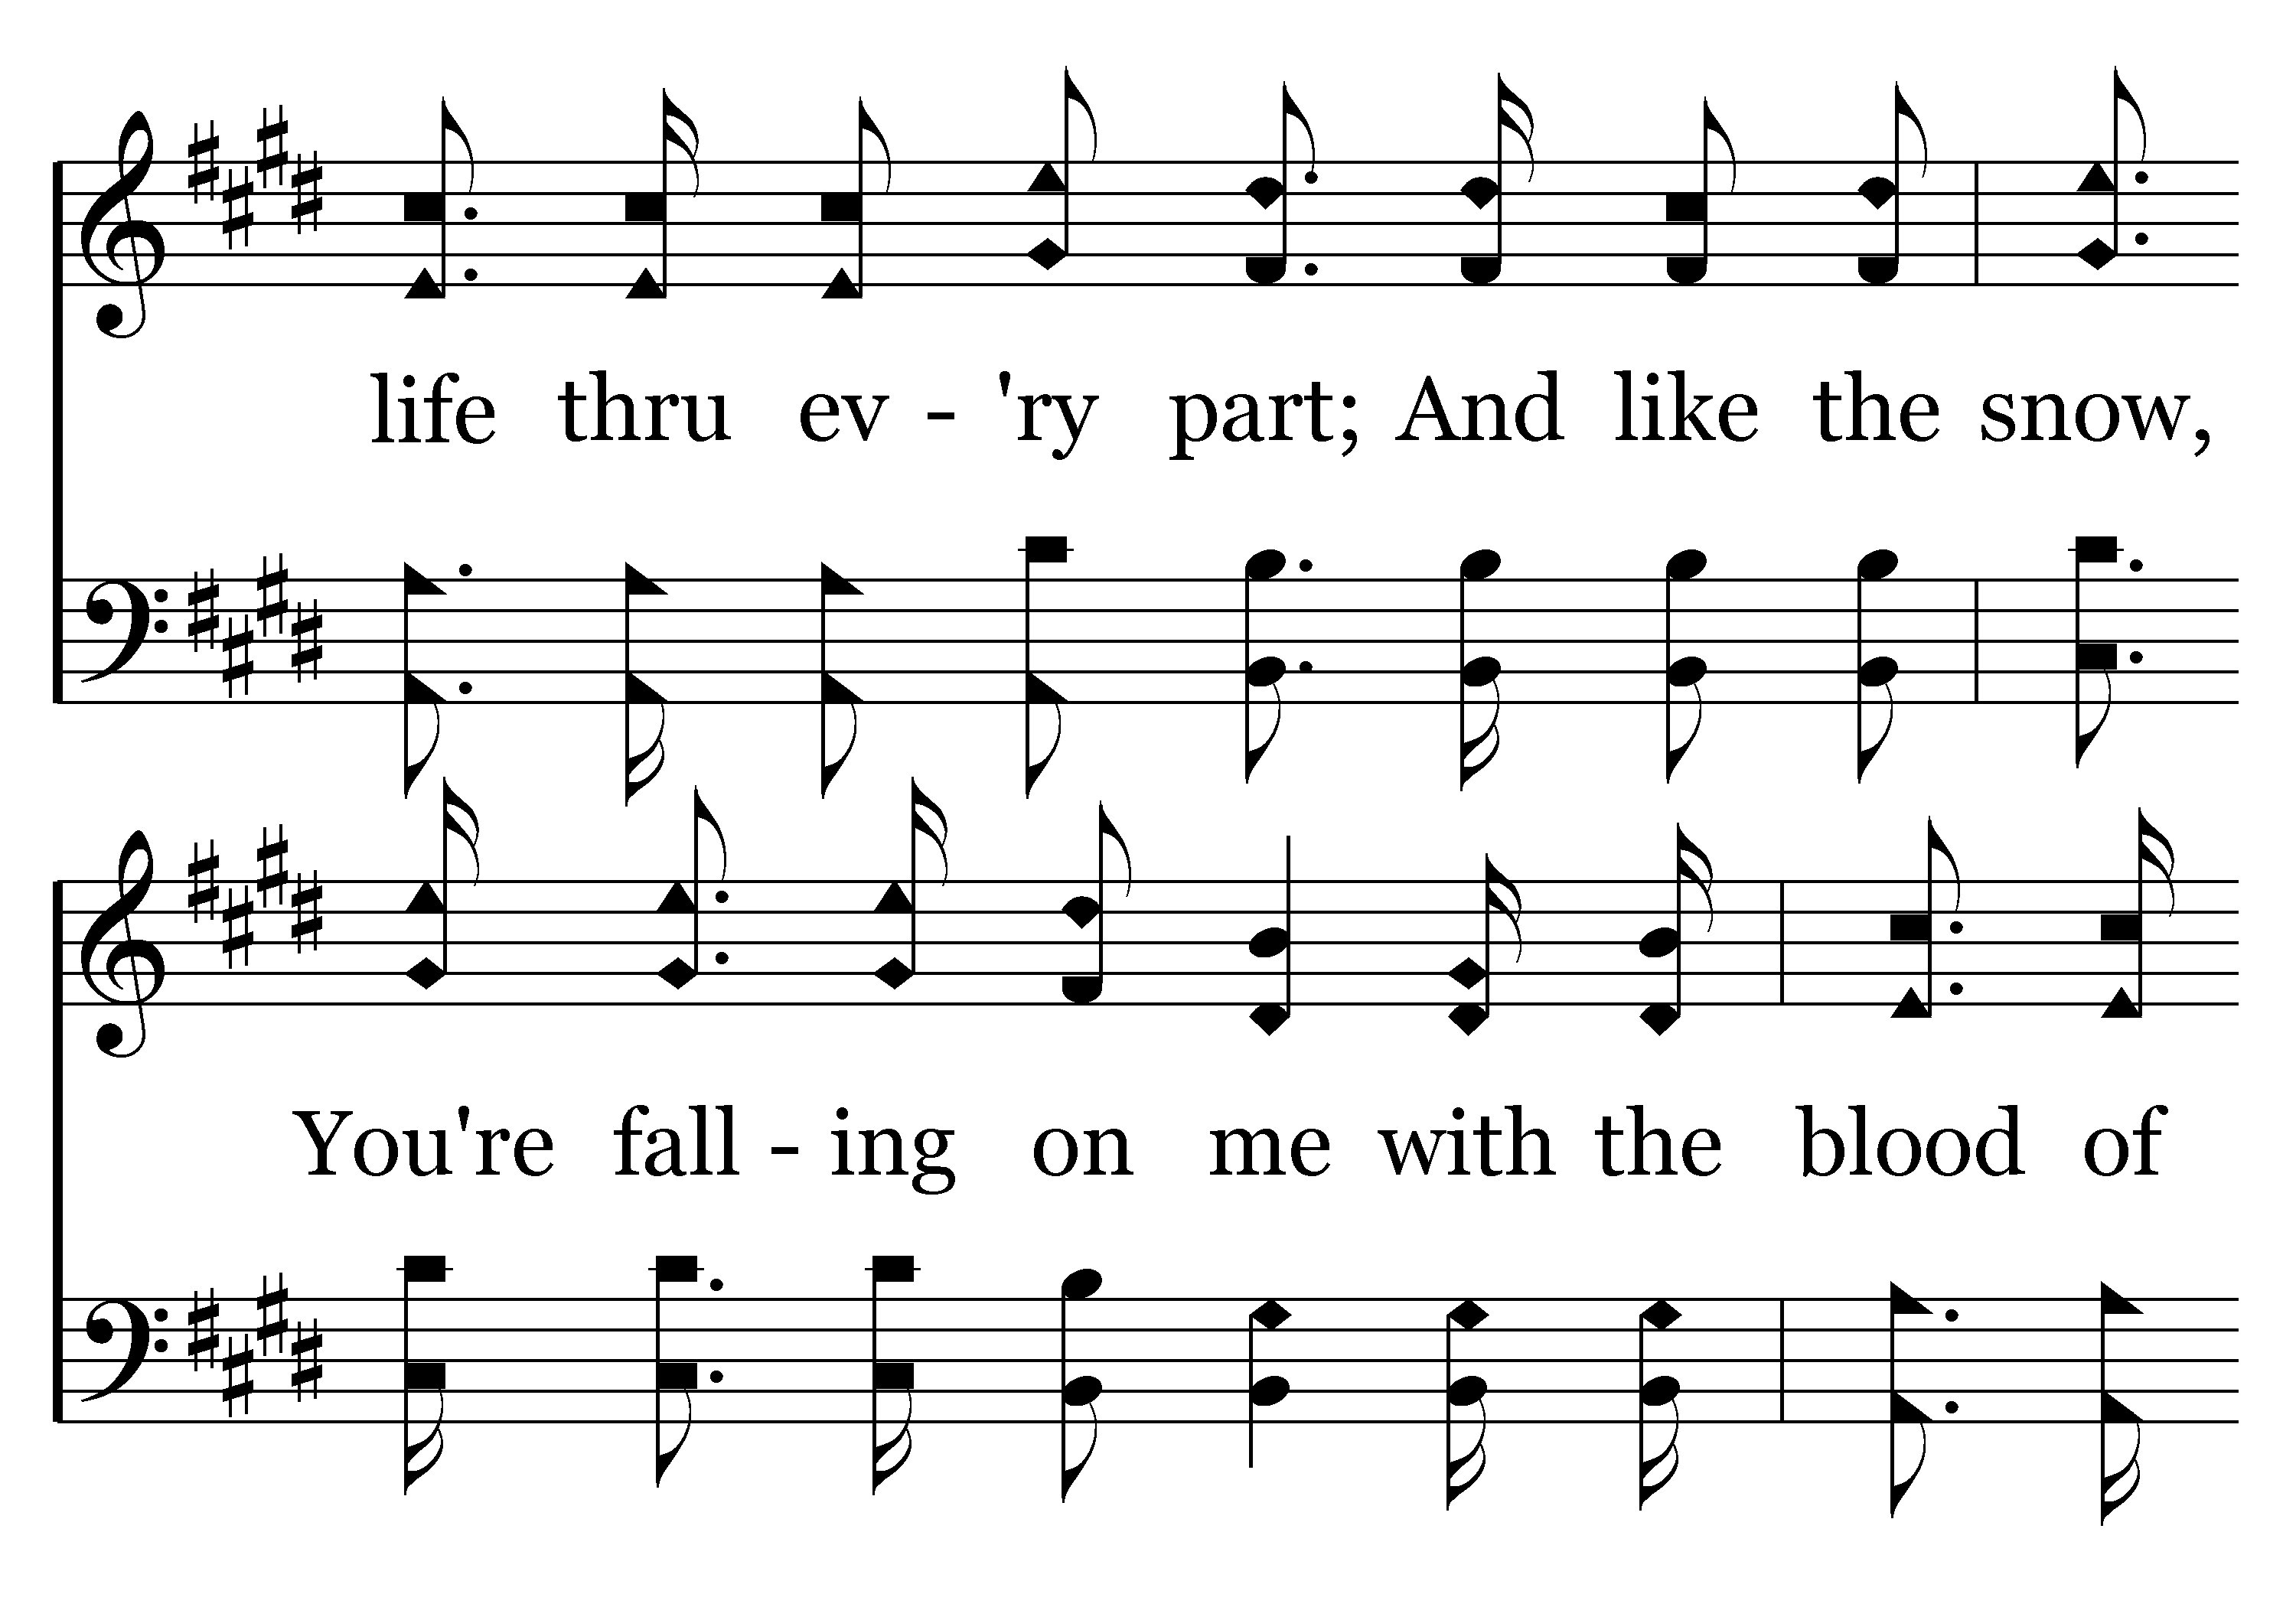 life thru ev - 'ry part; And like the snow,
You're fall - ing on me with the blood of